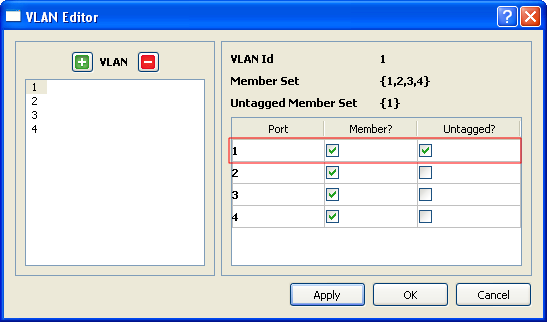 VLAN Editor
VLAN
1
2
3
4
VLAN Id 1
Member Set {1,2,3,4}
Untagged Member Set {1}
Port Member? Untagged?
1
2
3
4
Apply OK Cancel